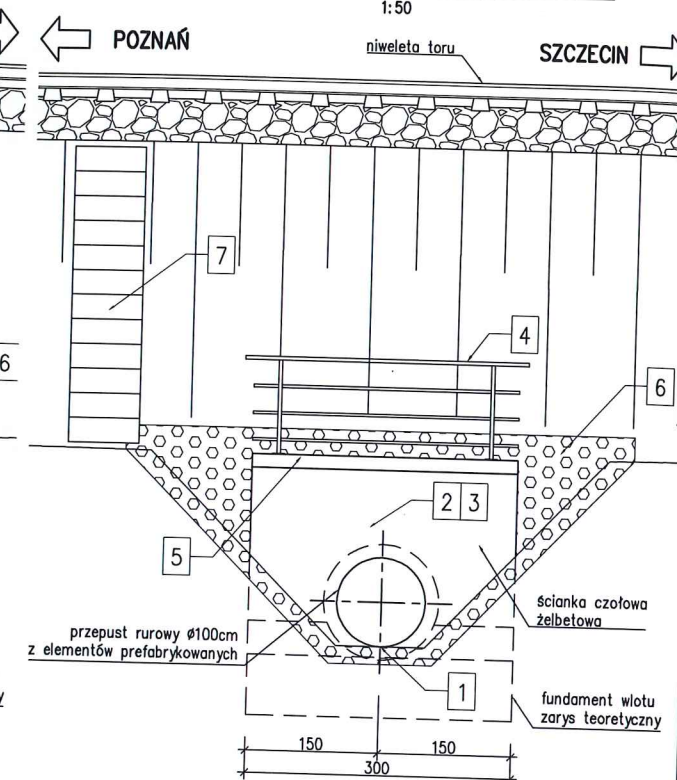 1:50
POZNAŃ
niweleta toru
SZCZECIN
7
4
6
6
2 3
5
ścianka czołowa
żelbetowa
przepust rurowy ø100cm
z elementów prefabrykowanych
1
fundament wlotu
zarys teoretyczny
150
150
300